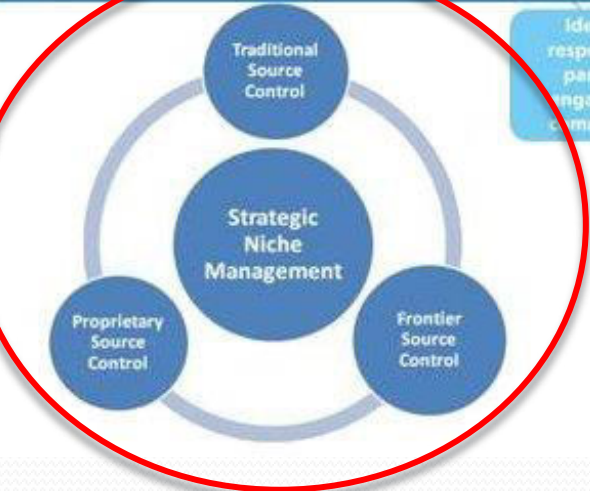 Traditional
Source
Control
Strategic
Niche
Management
Proprietary
Source
Control
Frontier
Source
Control